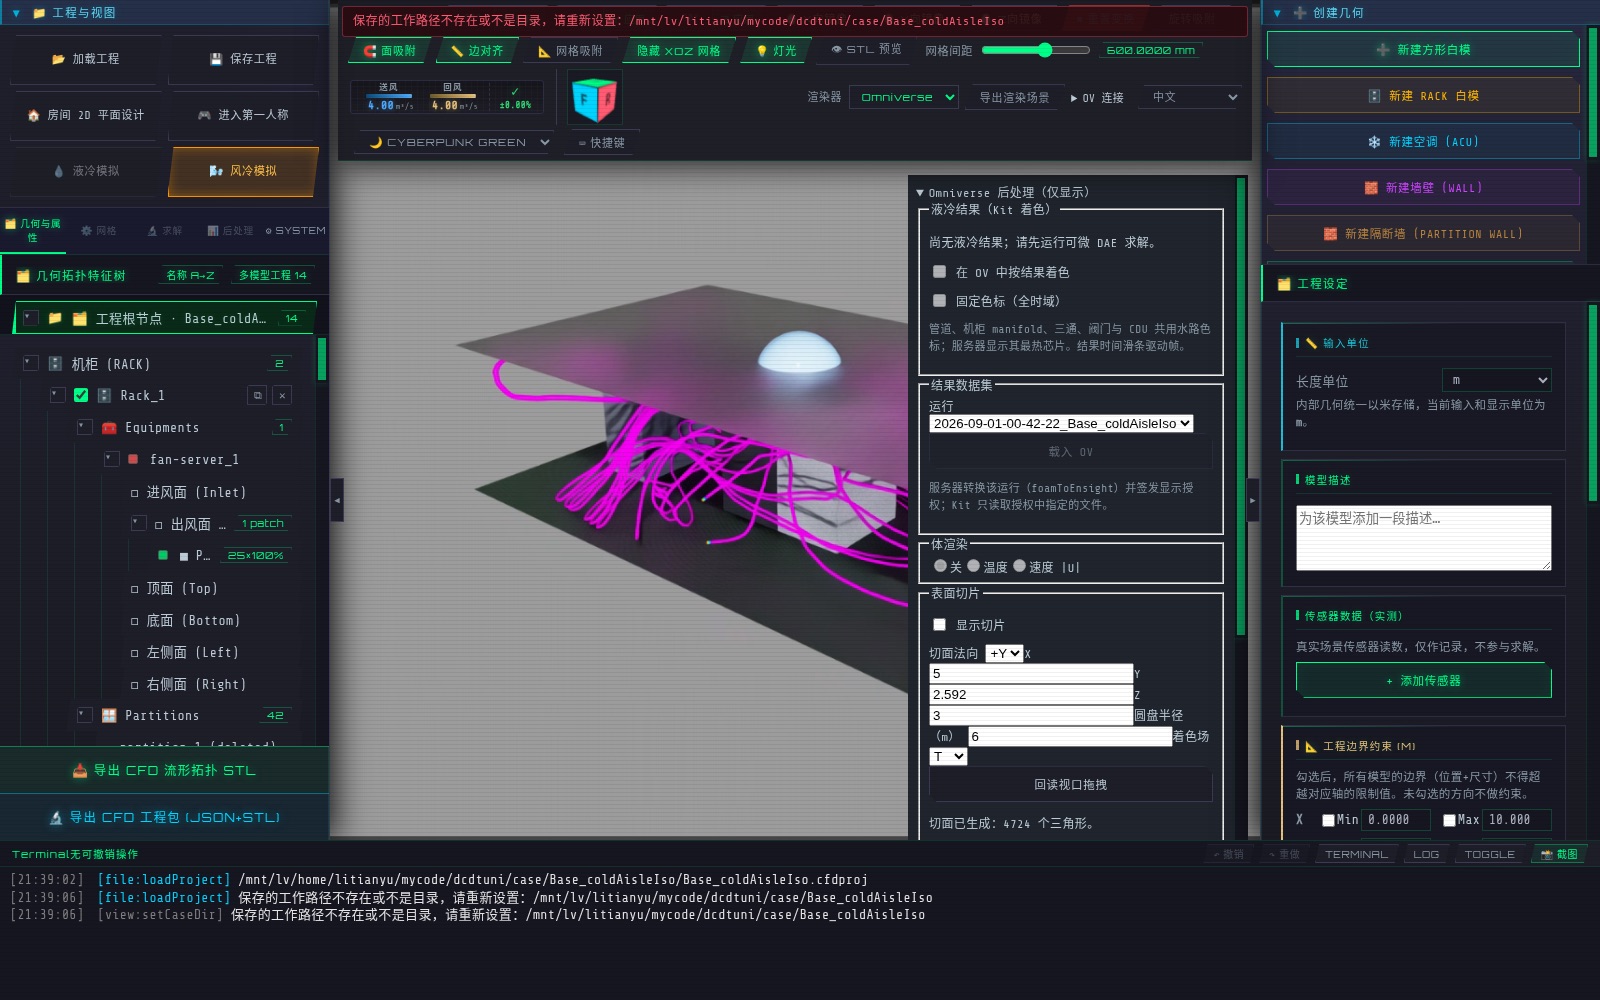 ▼ 📁 工程与视图
📂 加载工程
💾 保存工程
🏠 房间 2D 平面设计
🎮 进入第一人称
💧 液冷模拟
🌬️ 风冷模拟
🗂️ 几何与属性
⚙️ 网格
🔬 求解
📊 后处理
⚙ SYSTEM
🗂️ 几何拓扑特征树
名称 A→Z
多模型工程 14
📁 🗂️ 工程根节点 · Base_coldA… 14
🗄️ 机柜 (RACK) 2
Rack_1
Equipments 1
fan-server_1
□ 进风面 (Inlet)
□ 出风面 … 1 patch
■ P… 25×100%
□ 顶面 (Top)
□ 底面 (Bottom)
□ 左侧面 (Left)
□ 右侧面 (Right)
Partitions 42
partition_1 (deleted)
📥 导出 CFD 流形拓扑 STL
🔬 导出 CFD 工程包 (JSON+STL)
保存的工作路径不存在或不是目录，请重新设置：/mnt/lv/litianyu/mycode/dcdtuni/case/Base_coldAisleIso
🧲 面吸附
📏 边对齐
📐 网格吸附
隐藏 XOZ 网格
💡 灯光
👁 STL 预览
网格间距
600.0000 mm
送风
4.00 m³/s
回风
4.00 m³/s
✓
±0.00%
F
R
渲染器
Omniverse
导出渲染场景
▶ OV 连接
中文
🌙 CYBERPUNK GREEN
⌨ 快捷键
▼ Omniverse 后处理（仅显示）
液冷结果（Kit 着色）
尚无液冷结果；请先运行可微 DAE 求解。
在 OV 中按结果着色
固定色标（全时域）
管道、机柜 manifold、三通、阀门与 CDU 共用水路色
标；服务器显示其最热芯片。结果时间滑条驱动帧。
结果数据集
运行
2026-09-01-00-42-22_Base_coldAisleIso
载入 OV
服务器转换该运行（foamToEnsight）并签发显示授
权；Kit 只读取授权中指定的文件。
体渲染
关 温度 速度 |U|
表面切片
显示切片
切面法向 +Y X
5 Y
2.592 Z
3 圆盘半径
（m） 6 着色场
T
回读视口拖拽
切面已生成：4724 个三角形。
▼ ➕ 创建几何
➕ 新建方形白模
🗄️ 新建 RACK 白模
❄️ 新建空调 (ACU)
🧱 新建墙壁 (WALL)
🧱 新建隔断墙 (PARTITION WALL)
🗂️ 工程设定
📏 输入单位
长度单位
m
内部几何统一以米存储，当前输入和显示单位为
m。
模型描述
为该模型添加一段描述…
传感器数据（实测）
真实场景传感器读数，仅作记录，不参与求解。
+ 添加传感器
📐 工程边界约束 (M)
勾选后，所有模型的边界（位置+尺寸）不得超
越对应轴的限制值。未勾选的方向不做约束。
X Min 0.0000 Max 10.000
Terminal无可撤销操作
↶ 撤销
↷ 重做
TERMINAL
LOG
TOGGLE
📸 截图
[21:39:02] [file:loadProject] /mnt/lv/home/litianyu/mycode/dcdtuni/case/Base_coldAisleIso/Base_coldAisleIso.cfdproj
[21:39:06] [file:loadProject] 保存的工作路径不存在或不是目录，请重新设置：/mnt/lv/litianyu/mycode/dcdtuni/case/Base_coldAisleIso
[21:39:06] [view:setCaseDir] 保存的工作路径不存在或不是目录，请重新设置：/mnt/lv/litianyu/mycode/dcdtuni/case/Base_coldAisleIso